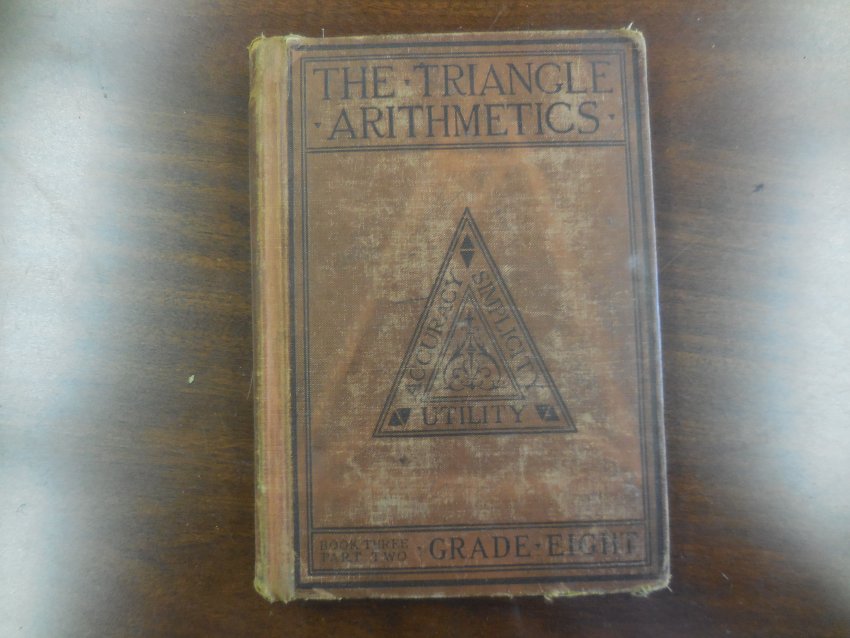 THE · TRIANGLE
· ARITHMETICS ·
ACCURACY
SIMPLICITY
UTILITY
BOOK THREE
PART TWO
· GRADE · EIGHT